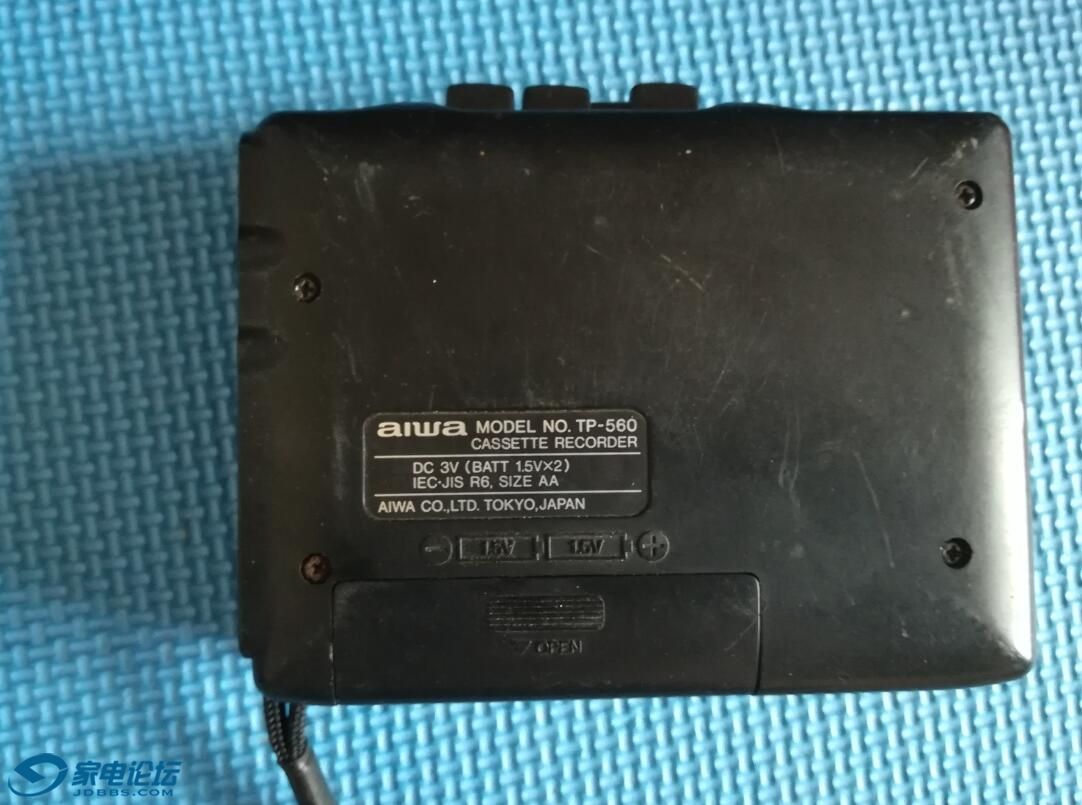 aiwa MODEL NO. TP-560
CASSETTE RECORDER
DC 3V (BATT 1.5V×2)
IEC·JIS R6, SIZE AA
AIWA CO.,LTD. TOKYO,JAPAN
- 1.5V 1.5V +
OPEN
家电论坛
JDBBS.COM